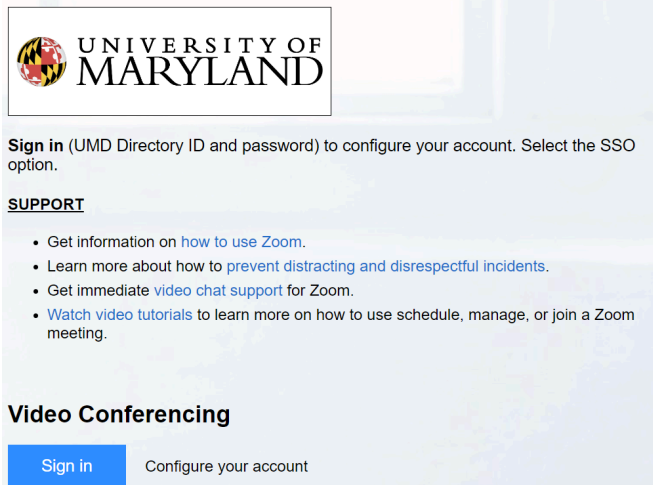 UNIVERSITY OF
MARYLAND
Sign in (UMD Directory ID and password) to configure your account. Select the SSO
option.
SUPPORT
• Get information on how to use Zoom.
• Learn more about how to prevent distracting and disrespectful incidents.
• Get immediate video chat support for Zoom.
• Watch video tutorials to learn more on how to use schedule, manage, or join a Zoom
meeting.
Video Conferencing
Sign in Configure your account